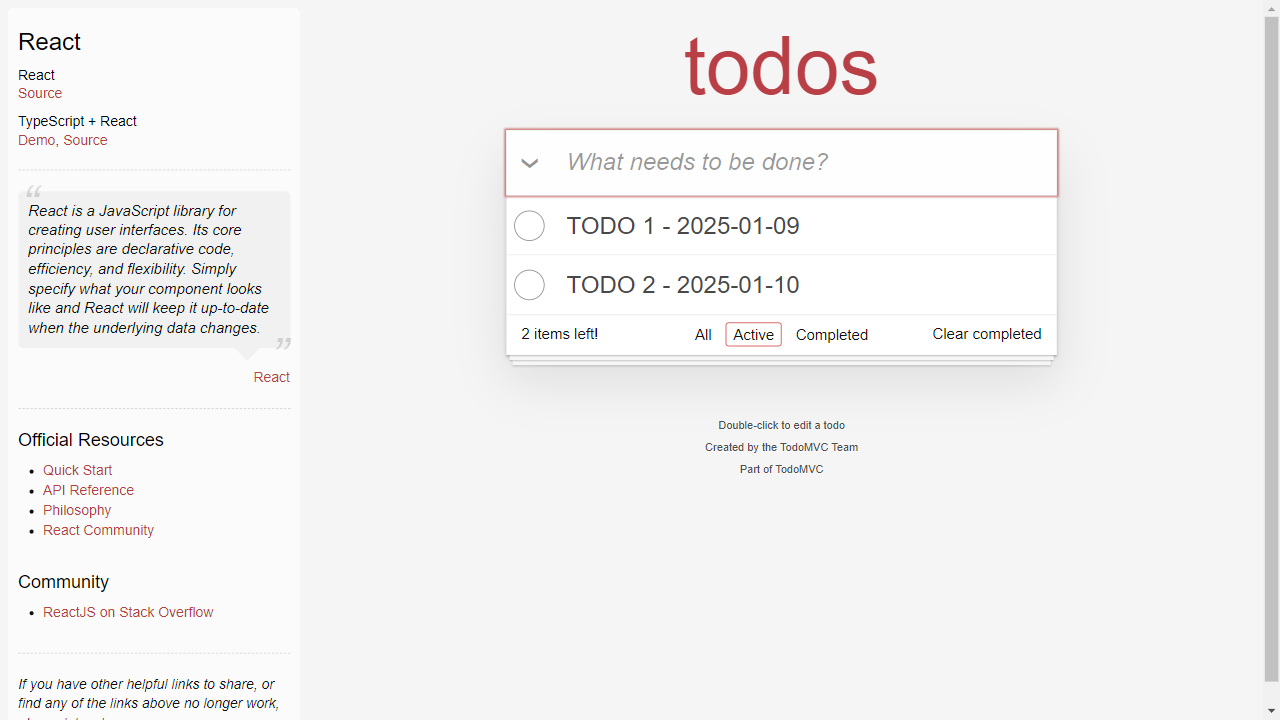 React
React
Source
TypeScript + React
Demo, Source
“
React is a JavaScript library for
creating user interfaces. Its core
principles are declarative code,
efficiency, and flexibility. Simply
specify what your component looks
like and React will keep it up-to-date
when the underlying data changes.
”
React
Official Resources
Quick Start
API Reference
Philosophy
React Community
Community
ReactJS on Stack Overflow
If you have other helpful links to share, or
find any of the links above no longer work,
todos
What needs to be done?
TODO 1 - 2025-01-09
TODO 2 - 2025-01-10
2 items left! All Active Completed Clear completed
Double-click to edit a todo
Created by the TodoMVC Team
Part of TodoMVC